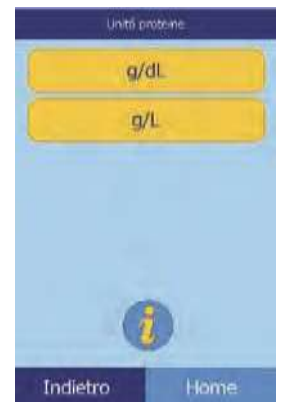 Unità proteine
g/dL
g/L
i
Indietro
Home